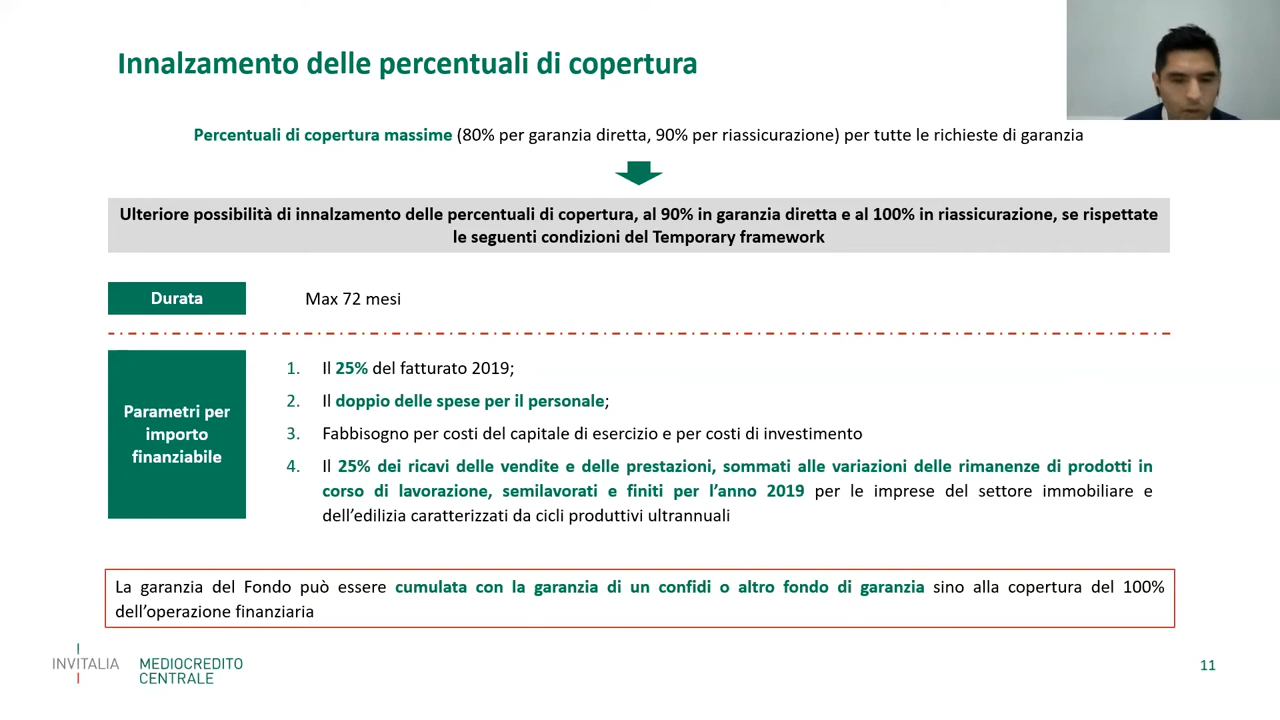 Innalzamento delle percentuali di copertura
Percentuali di copertura massime (80% per garanzia diretta, 90% per riassicurazione) per tutte le richieste di garanzia
Ulteriore possibilità di innalzamento delle percentuali di copertura, al 90% in garanzia diretta e al 100% in riassicurazione, se rispettate
le seguenti condizioni del Temporary framework
Durata
Max 72 mesi
Parametri per
importo
finanziabile
1. Il 25% del fatturato 2019;
2. Il doppio delle spese per il personale;
3. Fabbisogno per costi del capitale di esercizio e per costi di investimento
4. Il 25% dei ricavi delle vendite e delle prestazioni, sommati alle variazioni delle rimanenze di prodotti in
corso di lavorazione, semilavorati e finiti per l’anno 2019 per le imprese del settore immobiliare e
dell’edilizia caratterizzati da cicli produttivi ultrannuali
La garanzia del Fondo può essere cumulata con la garanzia di un confidi o altro fondo di garanzia sino alla copertura del 100%
dell’operazione finanziaria
INVITALIA
MEDIOCREDITO
CENTRALE
11